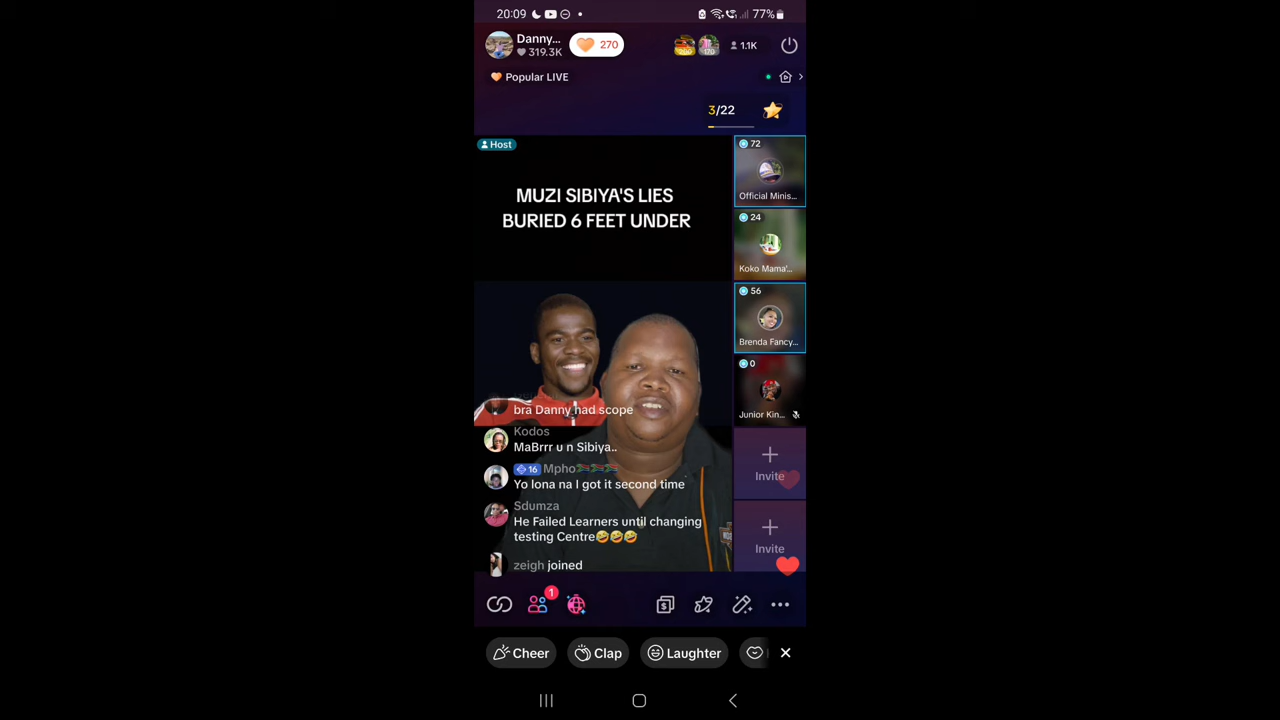 20:09
77%
Danny...
319.3K
270
200
170
1.1K
Popular LIVE
3/22
Host
72
MUZI SIBIYA'S LIES
BURIED 6 FEET UNDER
Official Minis...
24
Koko Mama'...
56
Brenda Fancy...
0
Junior Kin...
bra Danny had scope
Kodos
MaBrrr u n Sibiya..
16 Mpho🏳️‍🌈🏳️‍🌈🏳️‍🌈
Yo lona na I got it second time
Sdumza
He Failed Learners until changing
testing Centre🤣🤣🤣
zeigh joined
Invite
Invite
1
Cheer
Clap
Laughter